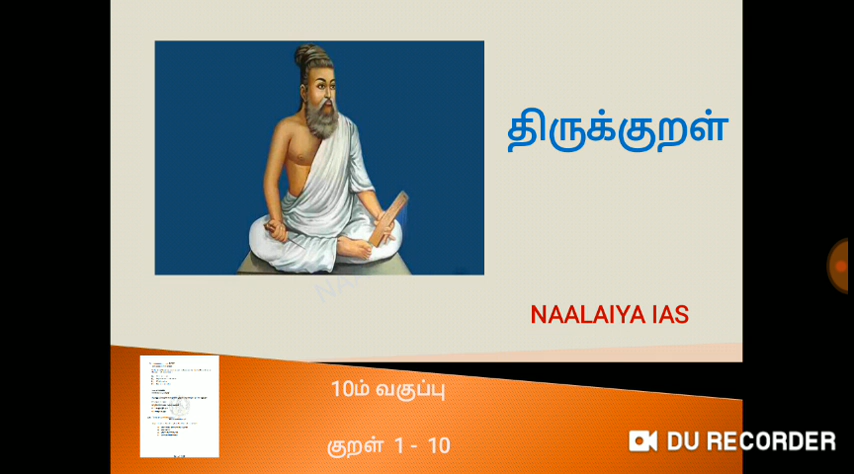 திருக்குறள்
NAALAIYA IAS
10ம் வகுப்பு
குறள் 1 - 10
DU RECORDER